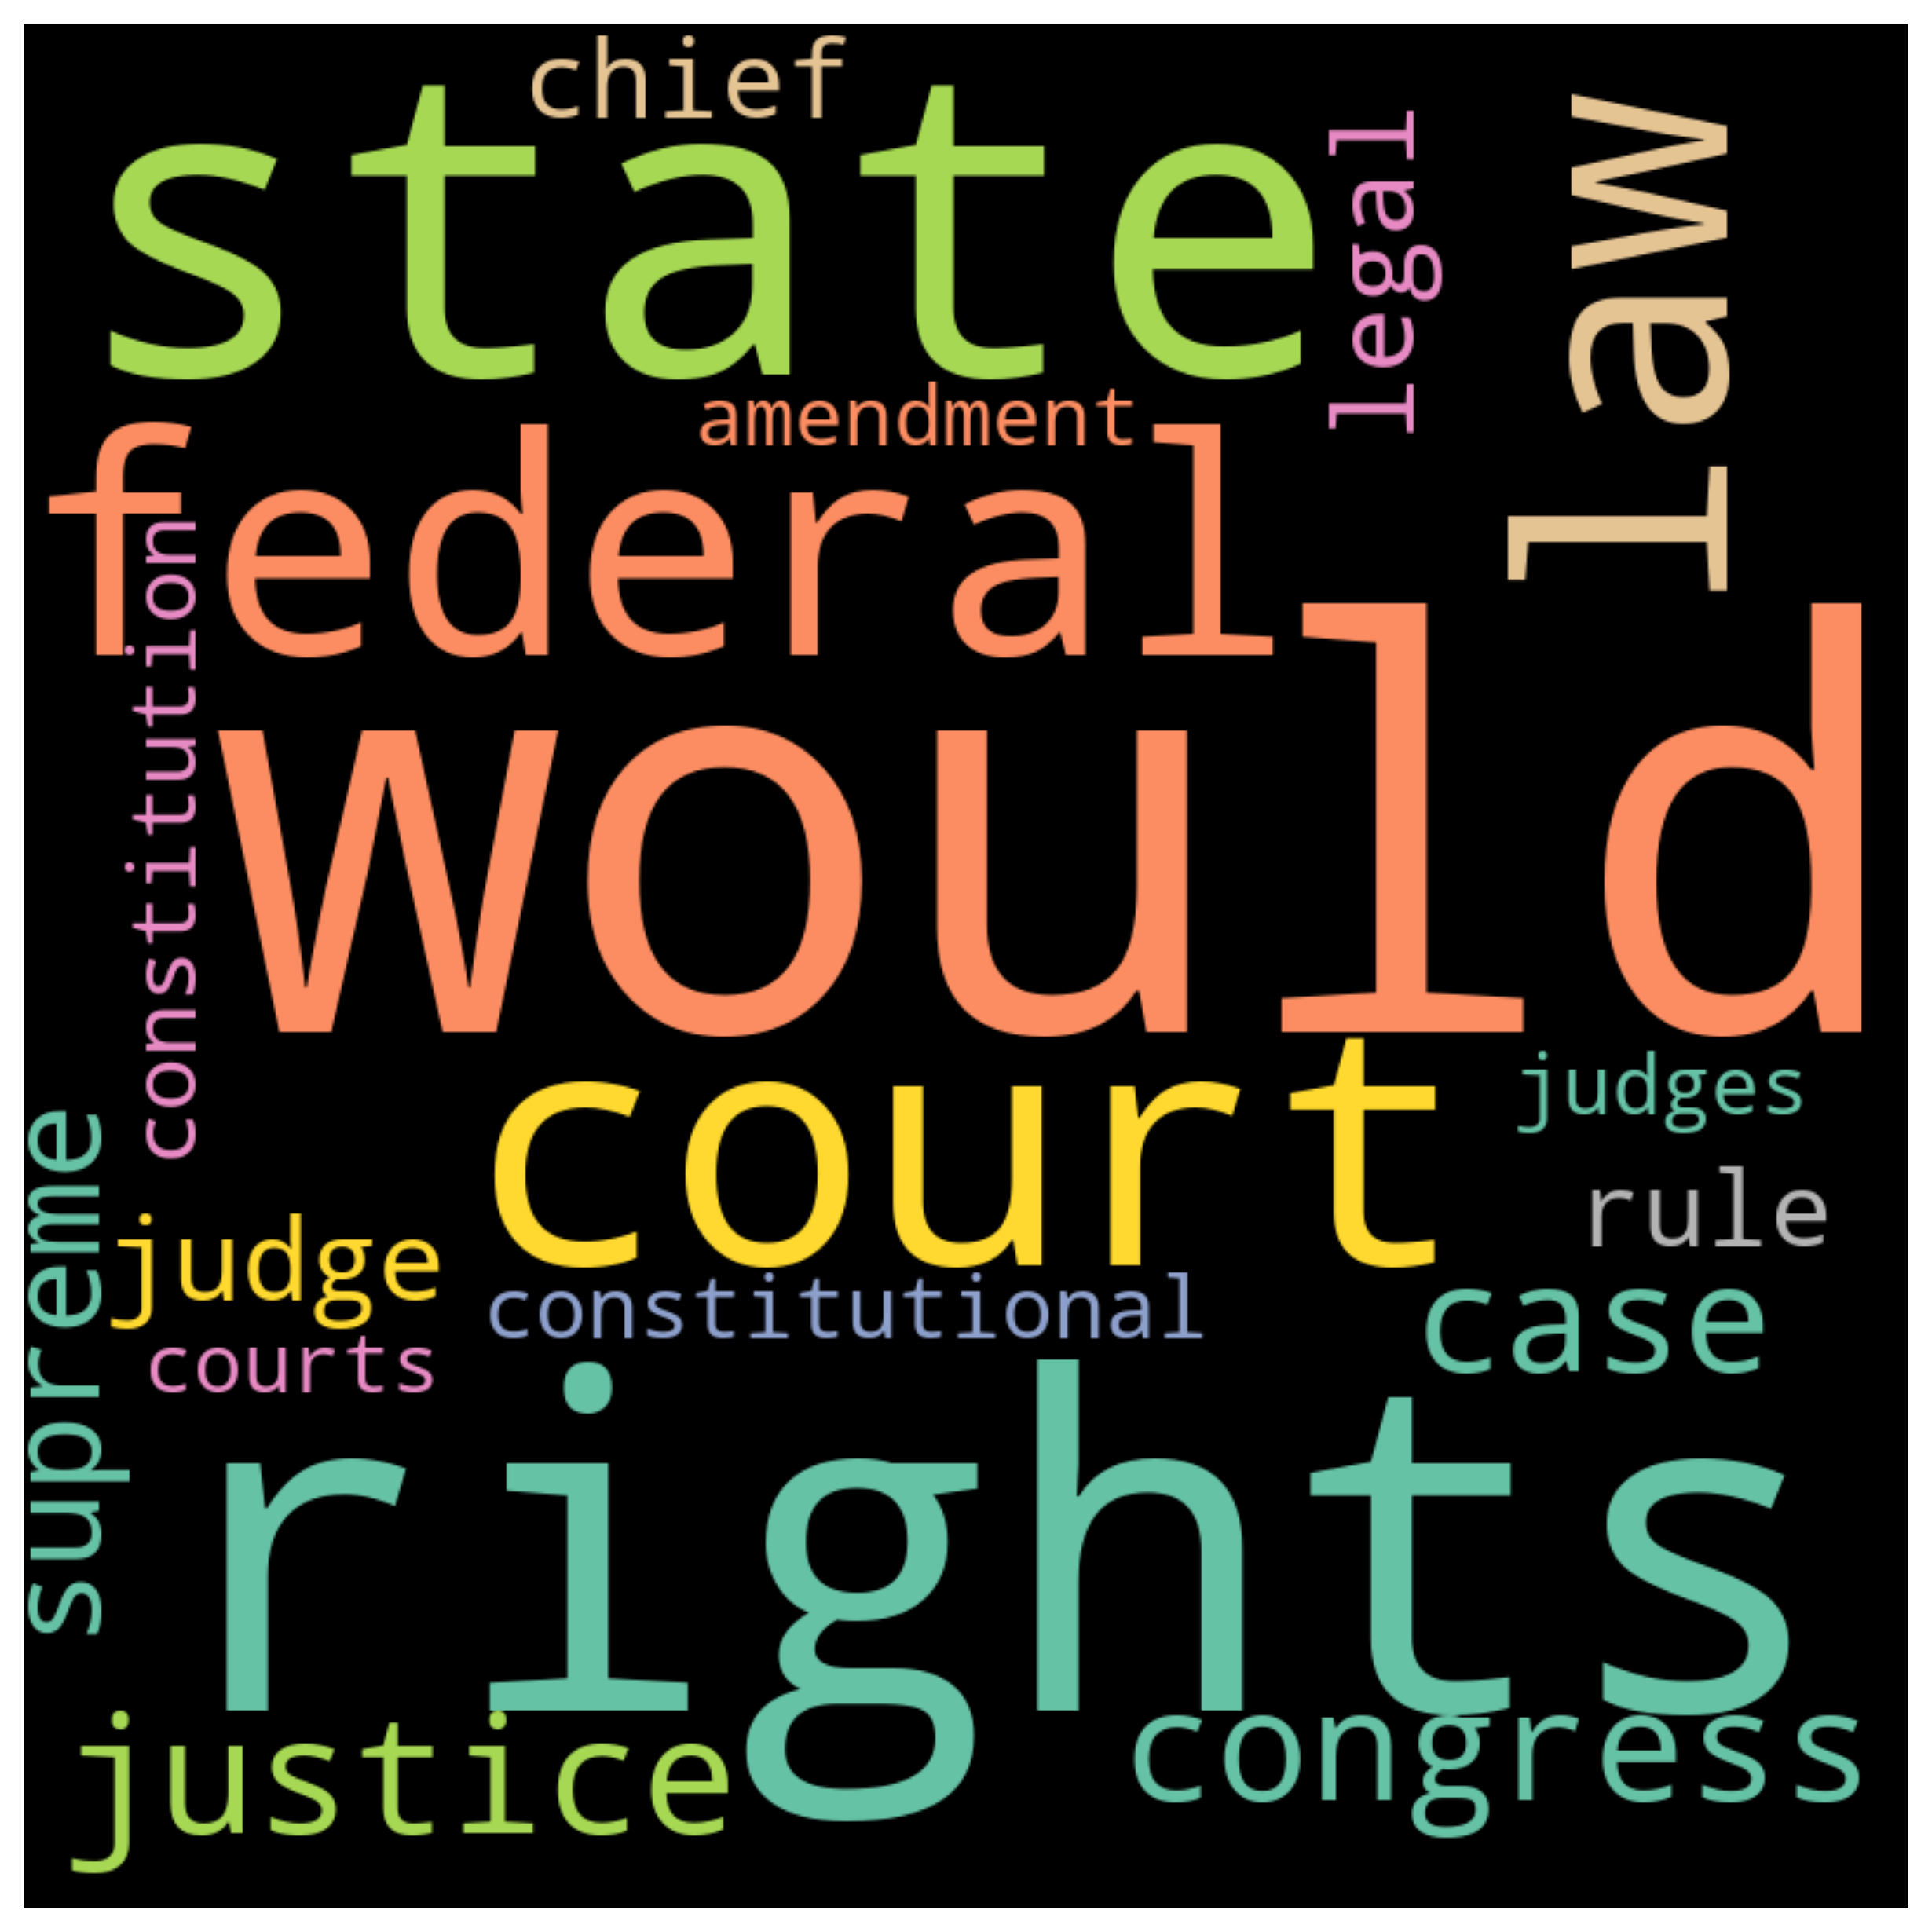 chief
state
legal
law
amendment
federal
constitution
would
court
judges
supreme
judge
rule
constitutional
case
courts
rights
justice
congress